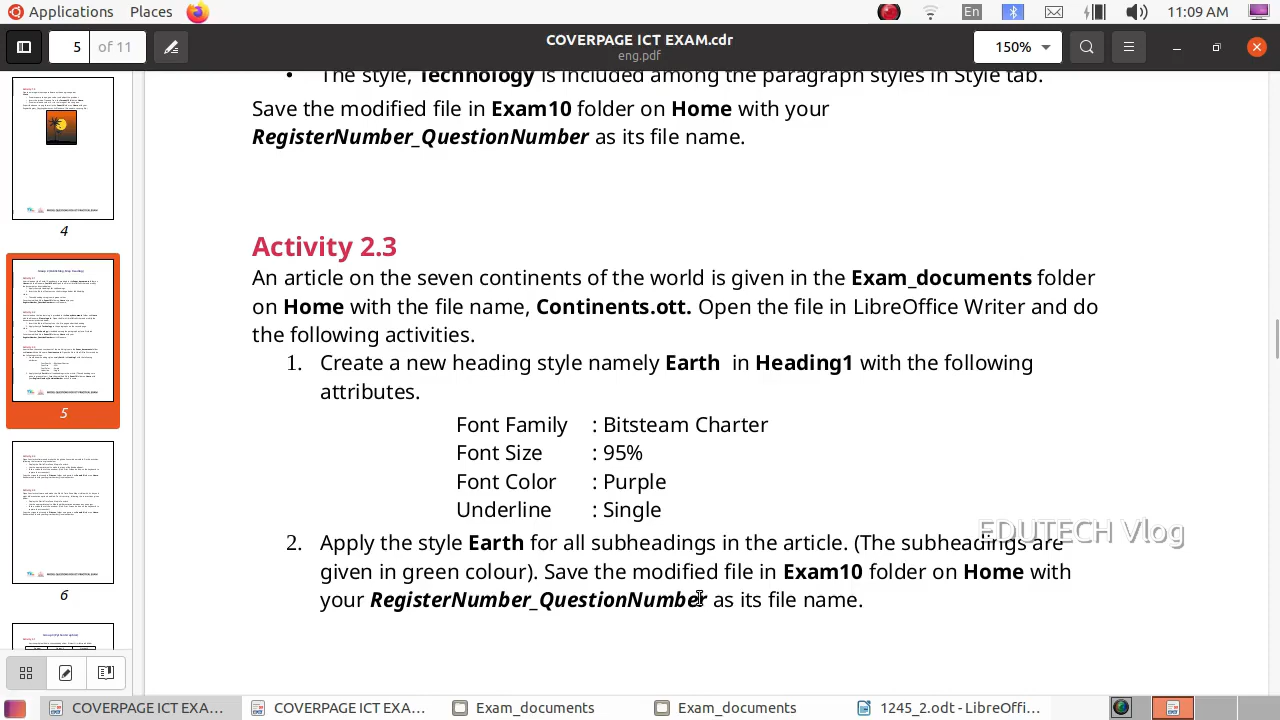 Applications Places En 11:09 AM
5 of 11
COVERPAGE ICT EXAM.cdr
eng.pdf
150%
• The style, Technology is included among the paragraph styles in Style tab.
Save the modified file in Exam10 folder on Home with your
RegisterNumber_QuestionNumber as its file name.
Activity 2.3
An article on the seven continents of the world is given in the Exam_documents folder
on Home with the file name, Continents.ott. Open the file in LibreOffice Writer and do
the following activities.
1. Create a new heading style namely Earth in Heading1 with the following
attributes.
Font Family : Bitsteam Charter
Font Size : 95%
Font Color : Purple
Underline : Single
EDUTECH Vlog
2. Apply the style Earth for all subheadings in the article. (The subheadings are
given in green colour). Save the modified file in Exam10 folder on Home with
your RegisterNumber_QuestionNumber as its file name.
4
5
6
COVERPAGE ICT EXA... COVERPAGE ICT EXAM.... Exam_documents Exam_documents 1245_2.odt - LibreOffi...